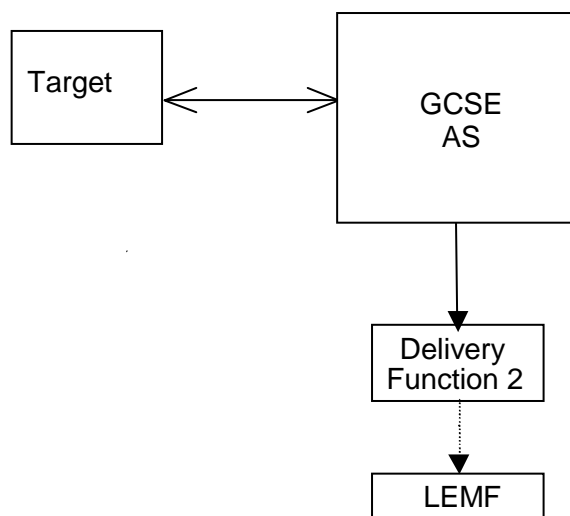 Target
GCSE
AS
Delivery
Function 2
LEMF